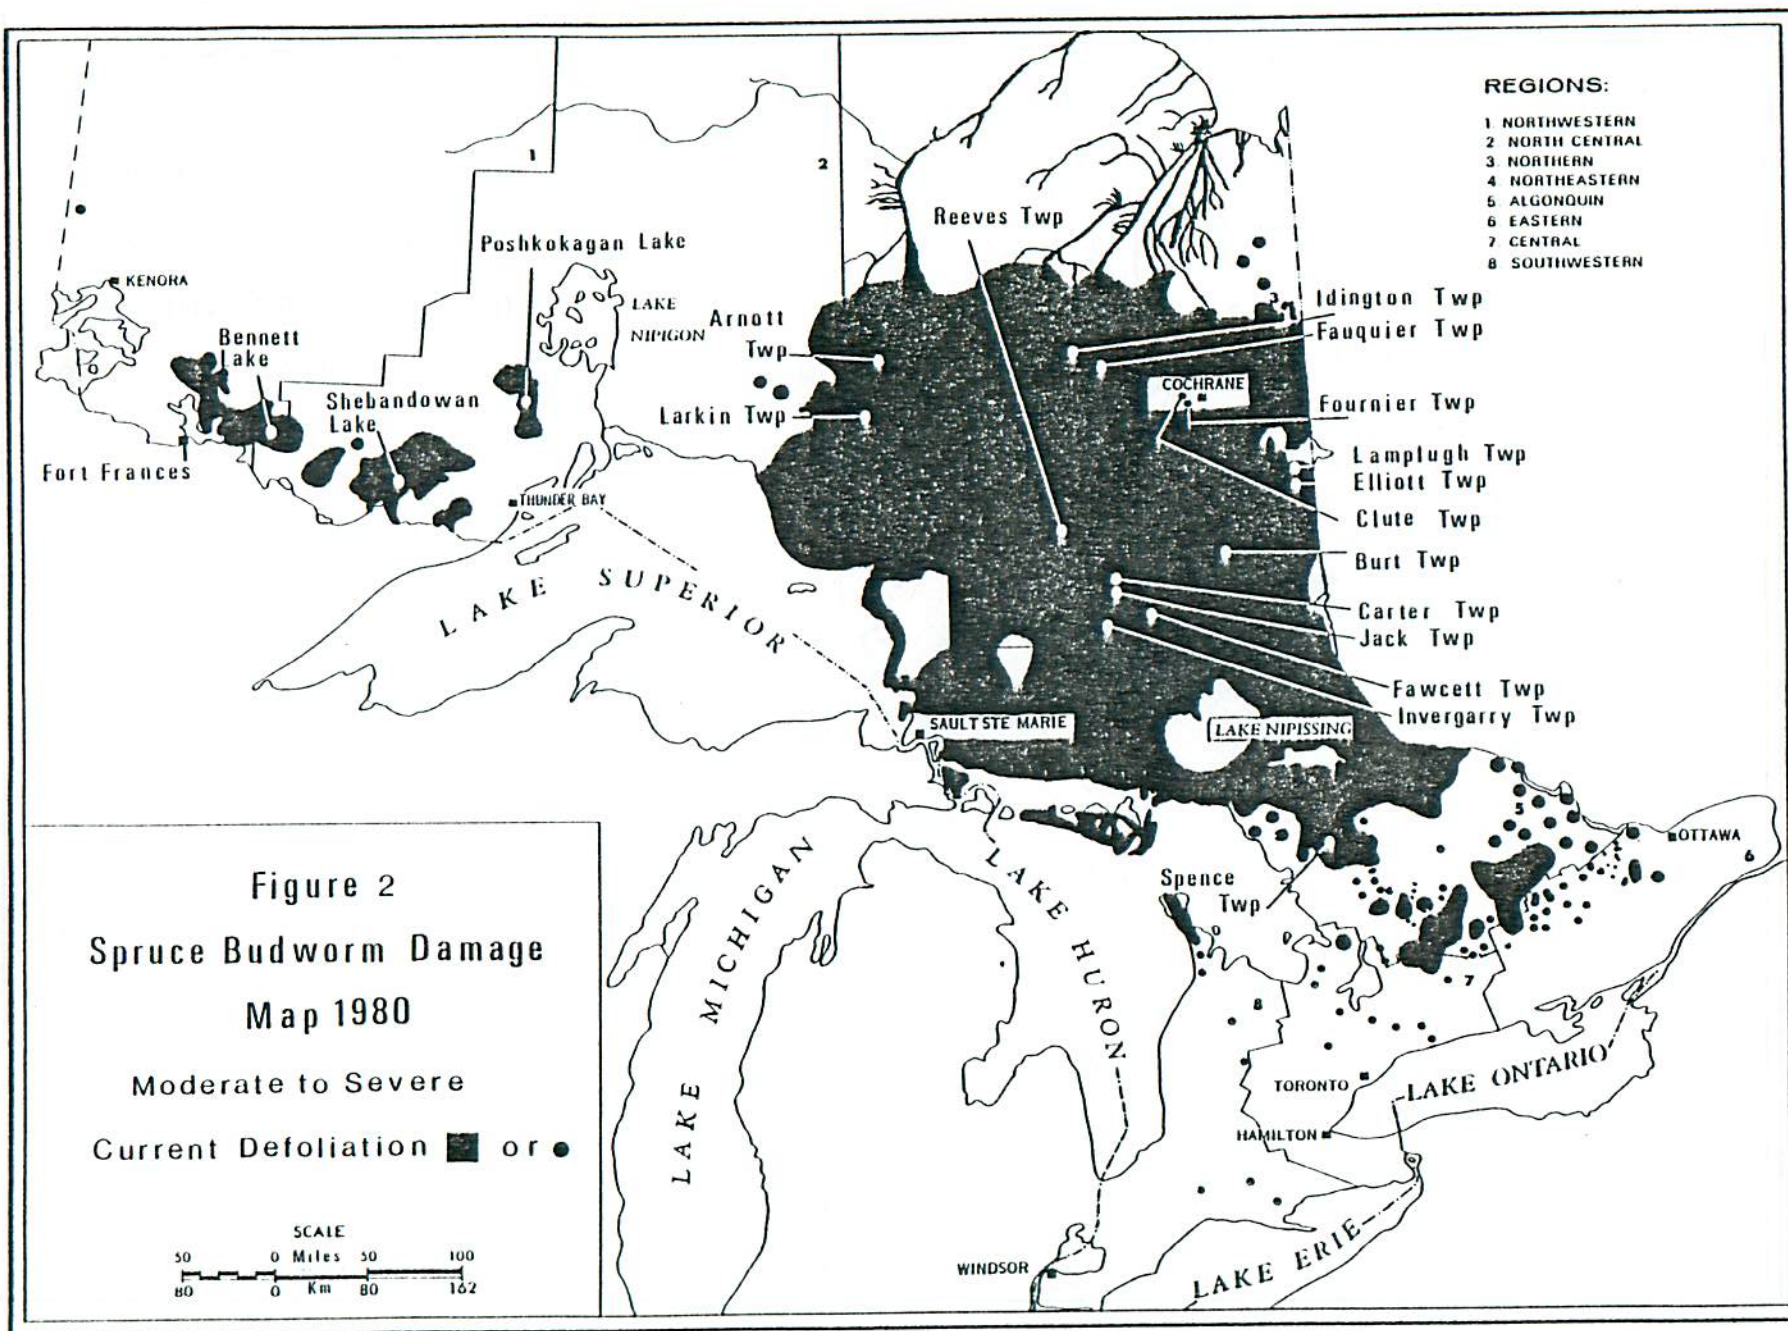 REGIONS:
1. NORTHWESTERN
2 NORTH CENTRAL
3. NORTHERN
4. NORTHEASTERN
5 ALGONQUIN
6 EASTERN
7. CENTRAL
8 SOUTHWESTERN
1
2
Reeves Twp
Poshkokagan Lake
KENORA
LAKE
NIPIGON
Arnott
Twp
3
Idington Twp
Fauquier Twp
Bennett
Lake
COCHRANE
Shebandowan
Lake
Larkin Twp
Fournier Twp
Fort Frances
Lamplugh Twp
Elliott Twp
THUNDER BAY
Clute Twp
Burt Twp
LAKE SUPERIOR
Carter Twp
Jack Twp
Fawcett Twp
Invergarry Twp
SAULT STE MARIE
LAKE NIPISSING
5
OTTAWA
6
LAKE MICHIGAN
LAKE HURON
Spence
Twp
7
8
TORONTO
LAKE ONTARIO
HAMILTON
WINDSOR
LAKE ERIE
Figure 2
Spruce Budworm Damage
Map 1980
Moderate to Severe
Current Defoliation ■ or ●
SCALE
50 0 Miles 50 100
80 0 Km 80 162